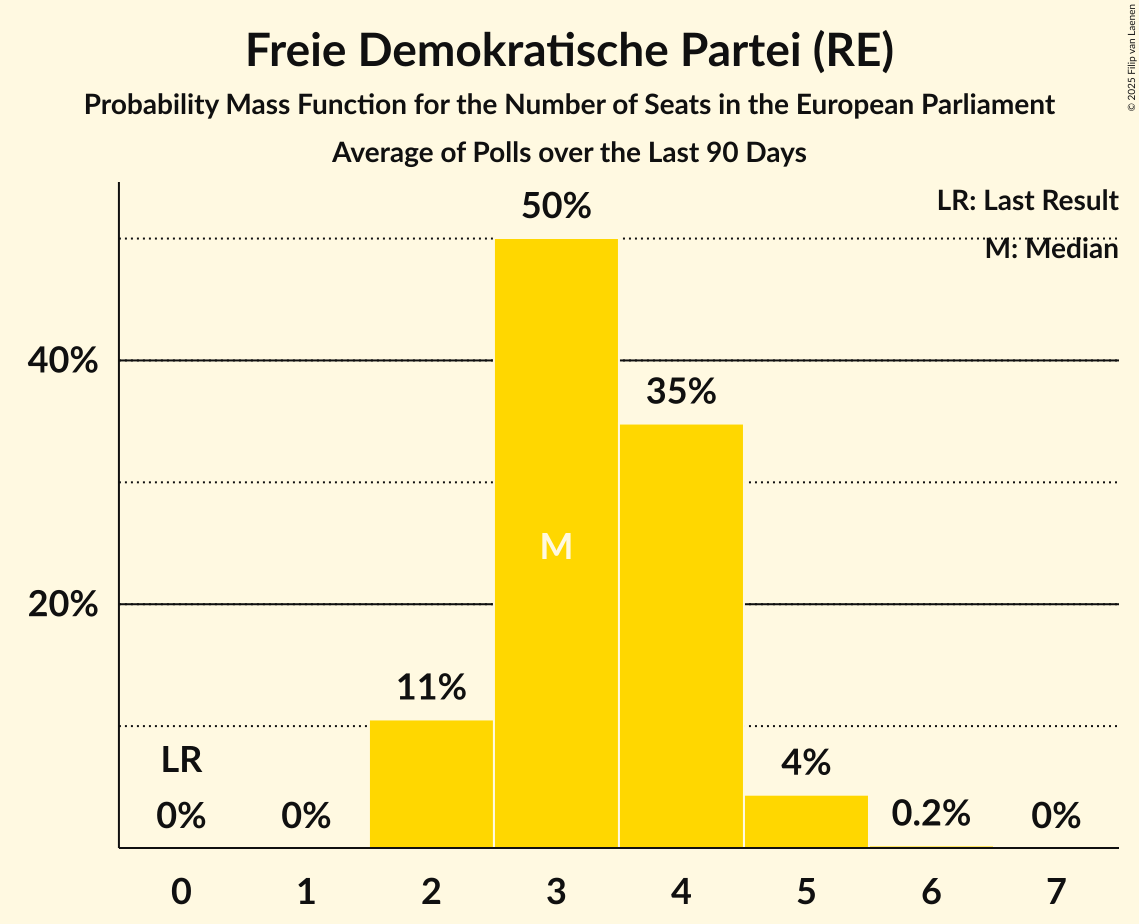 Freie Demokratische Partei (RE)
Probability Mass Function for the Number of Seats in the European Parliament
Average of Polls over the Last 90 Days
© 2025 Filip van Laenen
LR: Last Result
M: Median
50%
40%
35%
M
20%
11%
LR
4%
0%
0%
0.2%
0%
0 1 2 3 4 5 6 7